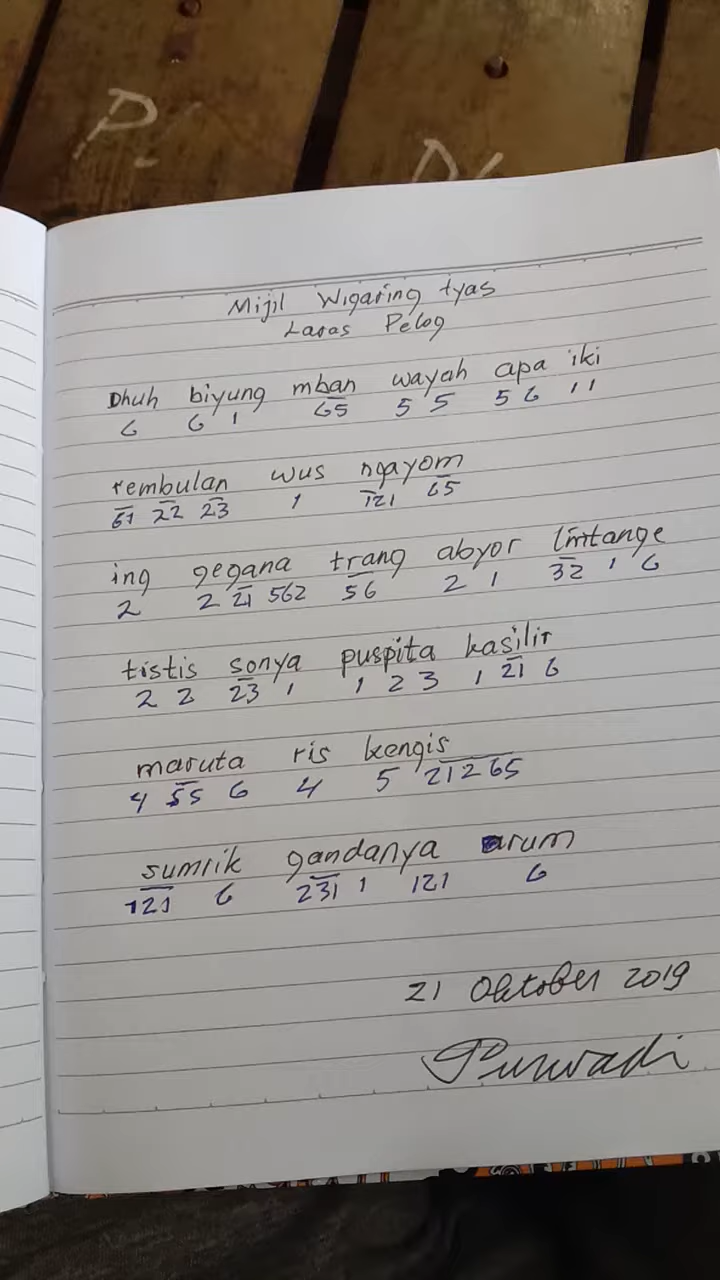 P.
Mijil Wigaring tyas
Laras Pelog
Dhuh biyung mban wayah apa iki
6 6 1 65 5 5 5 6 1 1
rembulan wus ngayom
61 22 23 1 121 65
ing gegana trang abyor lintange
2 2 21 562 56 2 1 32 1 6
tistis sonya puspita kasilir
2 2 23 1 1 2 3 1 21 6
maruta ris kengis
4 55 6 4 5 21265
sumrik gandanya arum
121 6 231 1 121 6
21 Oktober 2019
Purwadi